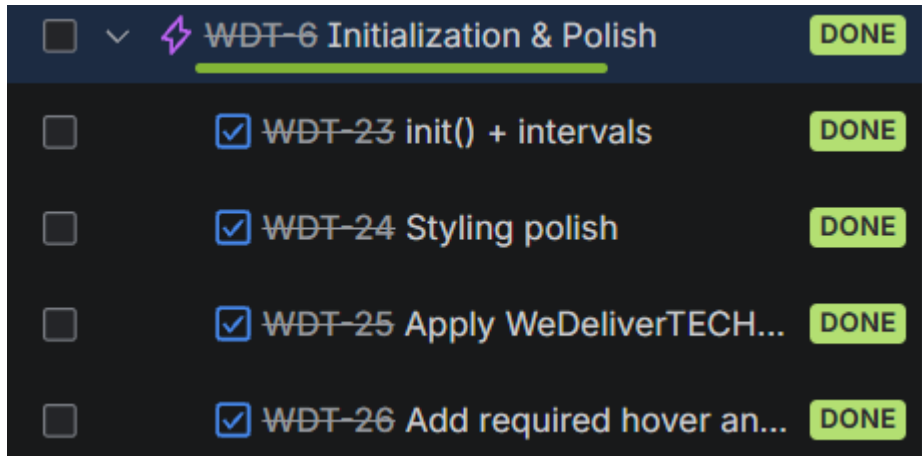 WDT-6 Initialization & Polish DONE
WDT-23 init() + intervals DONE
WDT-24 Styling polish DONE
WDT-25 Apply WeDeliverTECH... DONE
WDT-26 Add required hover an... DONE